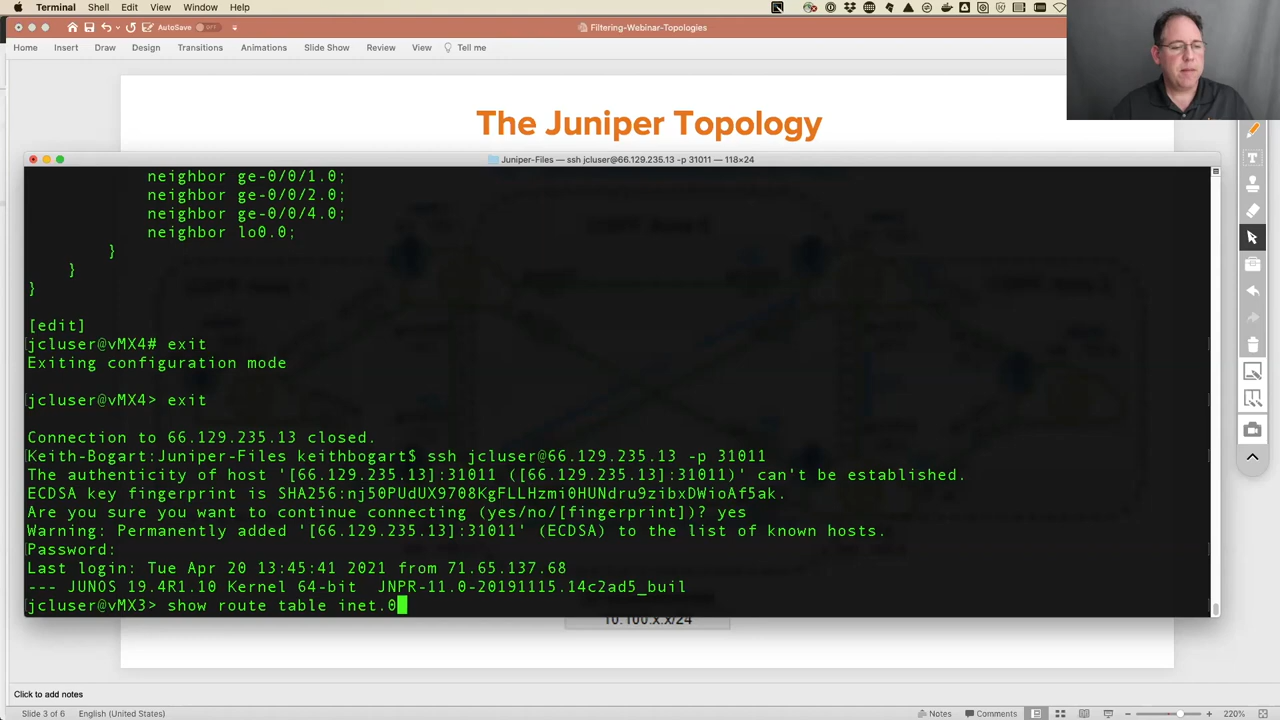 Terminal Shell Edit View Window Help
AutoSave OFF
Filtering-Webinar-Topologies
Home Insert Draw Design Transitions Animations Slide Show Review View Tell me
The Juniper Topology
Juniper-Files — ssh jcluser@66.129.235.13 -p 31011 — 118×24
neighbor ge-0/0/1.0;
neighbor ge-0/0/2.0;
neighbor ge-0/0/4.0;
neighbor lo0.0;
}
}
}
[edit]
[jcluser@vMX4# exit
Exiting configuration mode
[jcluser@vMX4> exit
Connection to 66.129.235.13 closed.
[Keith-Bogart:Juniper-Files keithbogart$ ssh jcluser@66.129.235.13 -p 31011
The authenticity of host '[66.129.235.13]:31011 ([66.129.235.13]:31011)' can't be established.
ECDSA key fingerprint is SHA256:nj50PUdUX9708KgFLLHzmi0HUNdru9zibxDWioAf5ak.
Are you sure you want to continue connecting (yes/no/[fingerprint])? yes
Warning: Permanently added '[66.129.235.13]:31011' (ECDSA) to the list of known hosts.
[Password:
Last login: Tue Apr 20 13:45:41 2021 from 71.65.137.68
--- JUNOS 19.4R1.10 Kernel 64-bit JNPR-11.0-20191115.14c2ad5_buil
[jcluser@vMX3> show route table inet.0
10.100.x.x/24
Click to add notes
Slide 3 of 6 English (United States) Notes Comments 220%